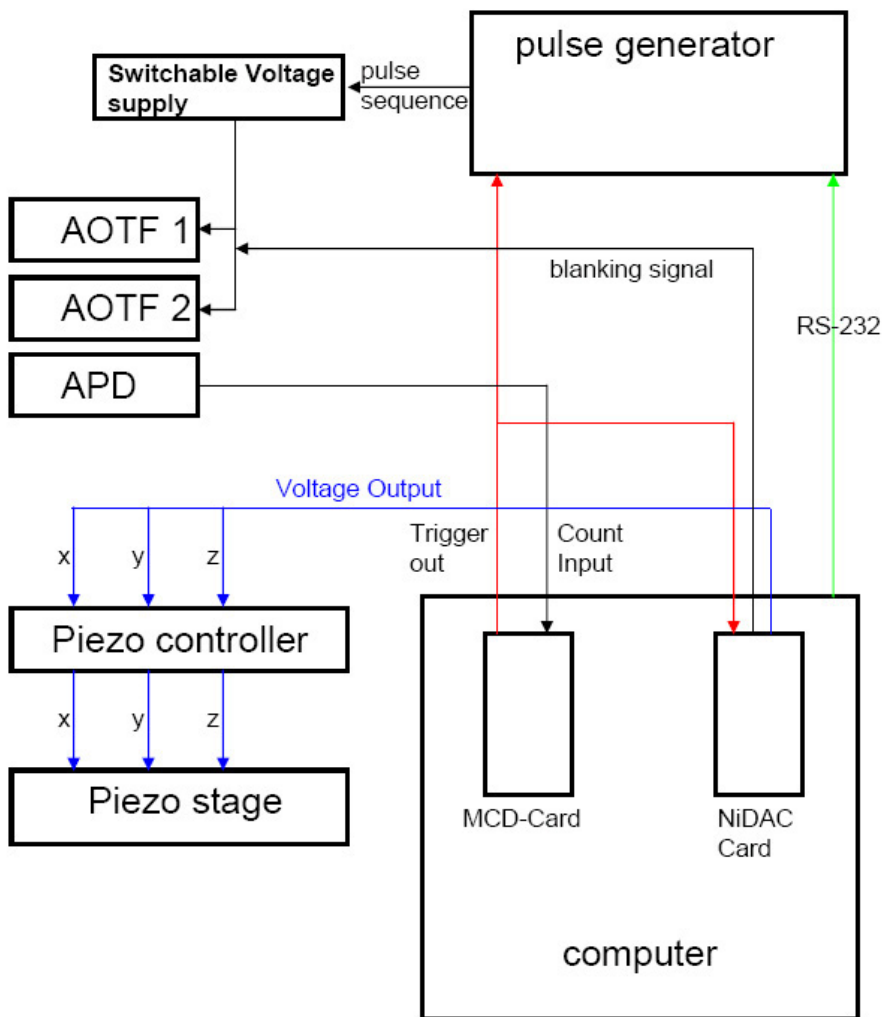 pulse generator
Switchable Voltage
supply
pulse
sequence
AOTF 1
AOTF 2
blanking signal
RS-232
APD
Voltage Output
Trigger
out
Count
Input
x
y
z
Piezo controller
x
y
z
Piezo stage
MCD-Card
NiDAC
Card
computer